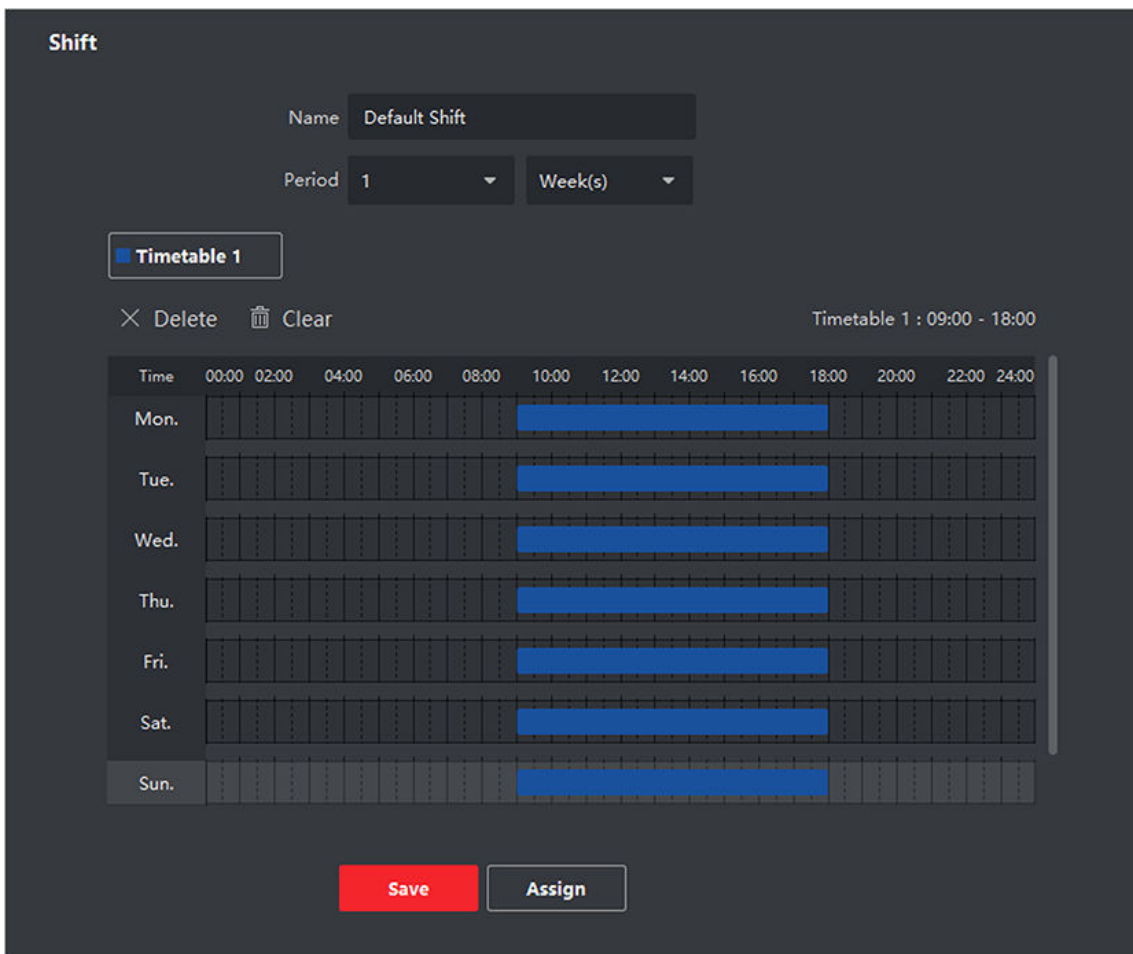 Shift
Name Default Shift
Period 1 Week(s)
Timetable 1
Delete Clear Timetable 1 : 09:00 - 18:00
Time 00:00 02:00 04:00 06:00 08:00 10:00 12:00 14:00 16:00 18:00 20:00 22:00 24:00
Mon.
Tue.
Wed.
Thu.
Fri.
Sat.
Sun.
Save Assign